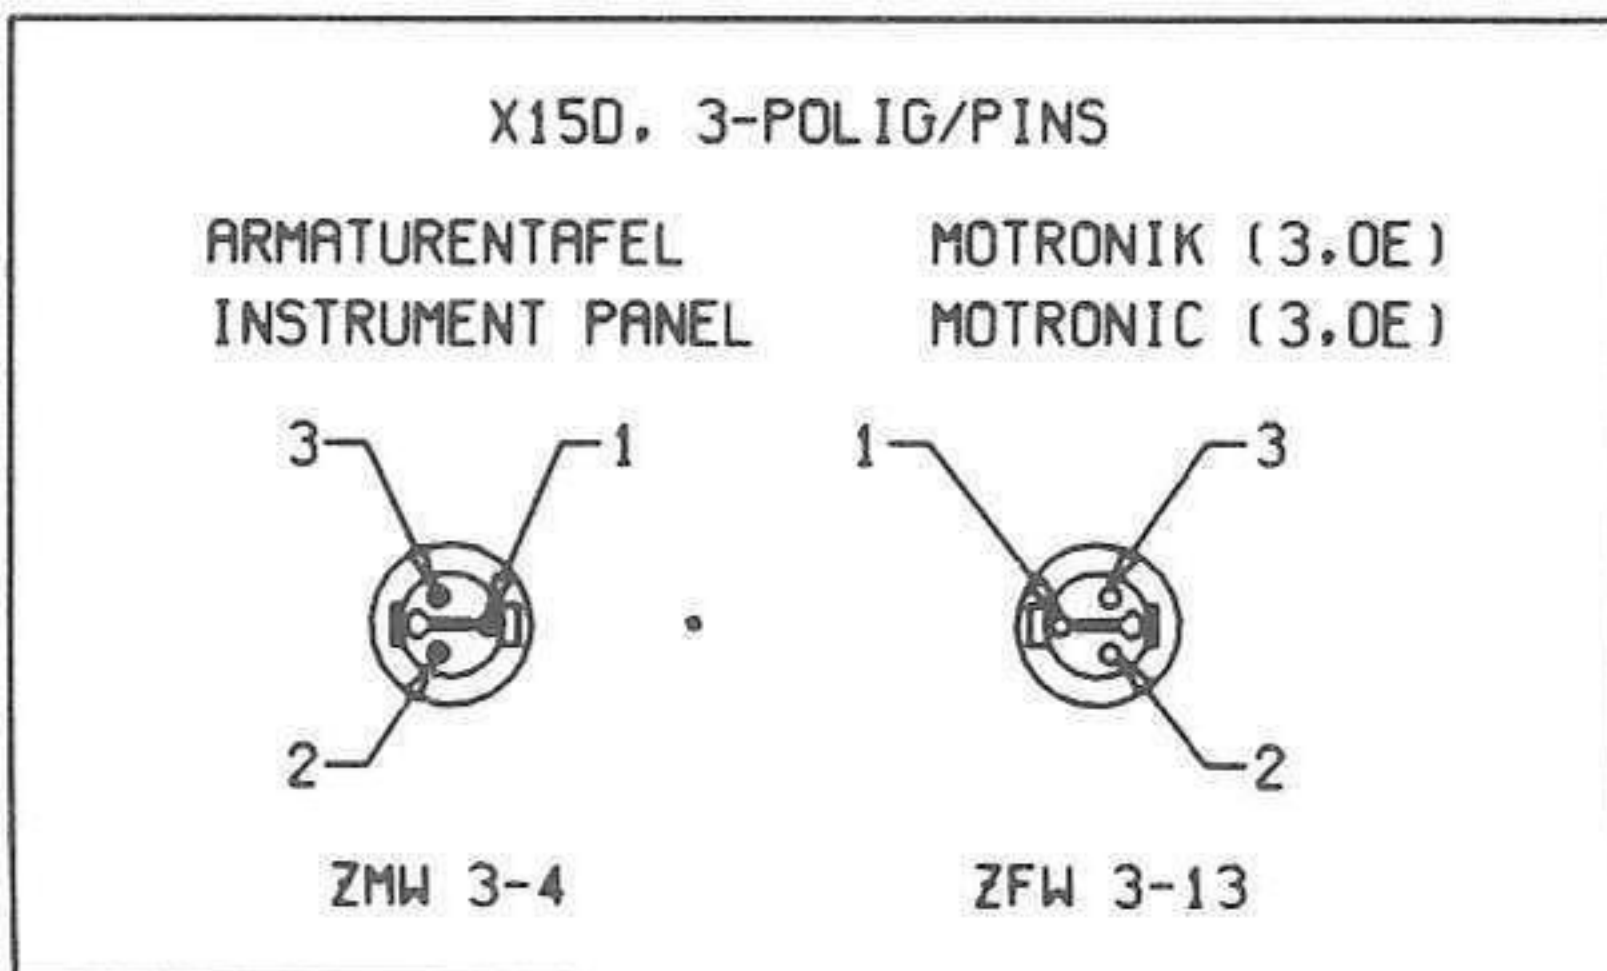 X15D. 3-POLIG/PINS
ARMATURENTAFEL MOTRONIK (3.0E)
INSTRUMENT PANEL MOTRONIC (3.0E)
3 1 1 3
2 2
ZMW 3-4 ZFW 3-13